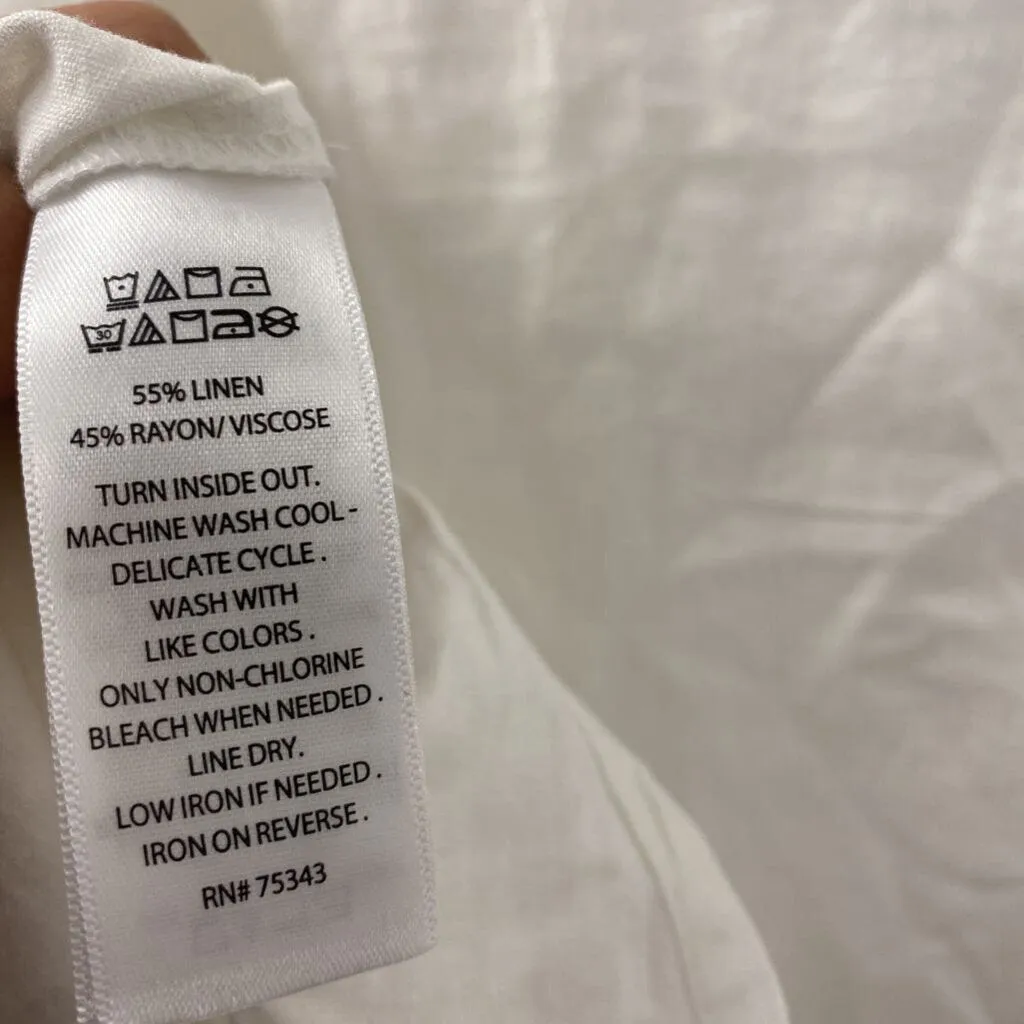 30
55% LINEN
45% RAYON/ VISCOSE
TURN INSIDE OUT.
MACHINE WASH COOL -
DELICATE CYCLE .
WASH WITH
LIKE COLORS .
ONLY NON-CHLORINE
BLEACH WHEN NEEDED .
LINE DRY.
LOW IRON IF NEEDED .
IRON ON REVERSE .
RN# 75343